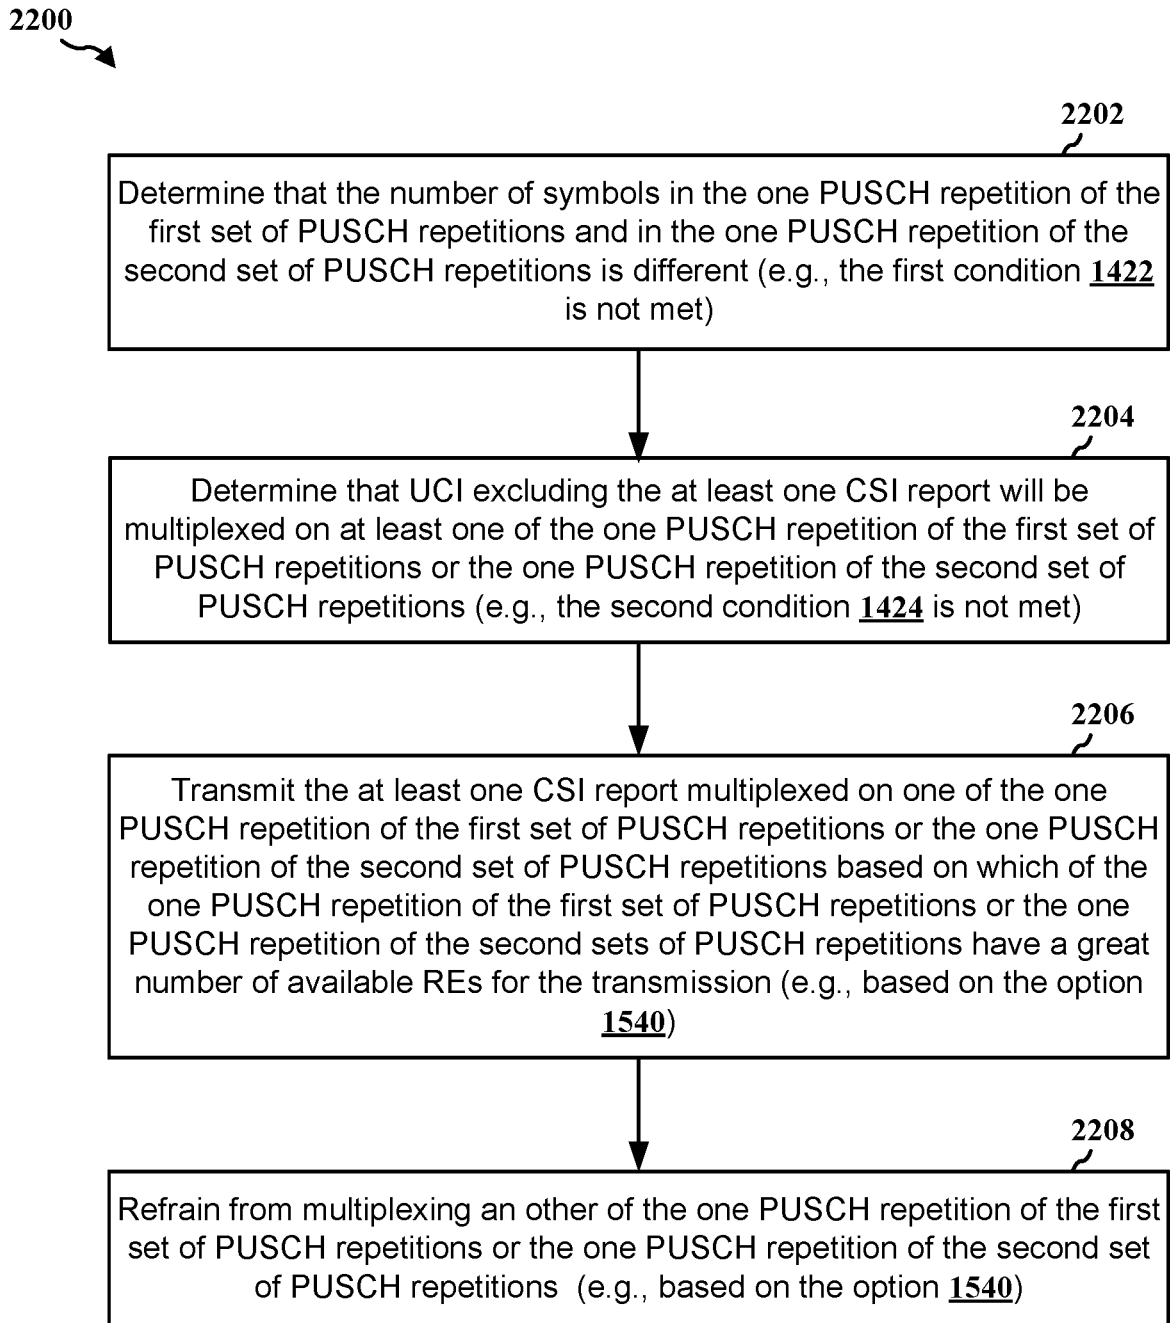 2200
2202
Determine that the number of symbols in the one PUSCH repetition of the
first set of PUSCH repetitions and in the one PUSCH repetition of the
second set of PUSCH repetitions is different (e.g., the first condition 1422
is not met)
2204
Determine that UCI excluding the at least one CSI report will be
multiplexed on at least one of the one PUSCH repetition of the first set of
PUSCH repetitions or the one PUSCH repetition of the second set of
PUSCH repetitions (e.g., the second condition 1424 is not met)
2206
Transmit the at least one CSI report multiplexed on one of the one
PUSCH repetition of the first set of PUSCH repetitions or the one PUSCH
repetition of the second set of PUSCH repetitions based on which of the
one PUSCH repetition of the first set of PUSCH repetitions or the one
PUSCH repetition of the second sets of PUSCH repetitions have a great
number of available REs for the transmission (e.g., based on the option
1540)
2208
Refrain from multiplexing an other of the one PUSCH repetition of the first
set of PUSCH repetitions or the one PUSCH repetition of the second set
of PUSCH repetitions (e.g., based on the option 1540)